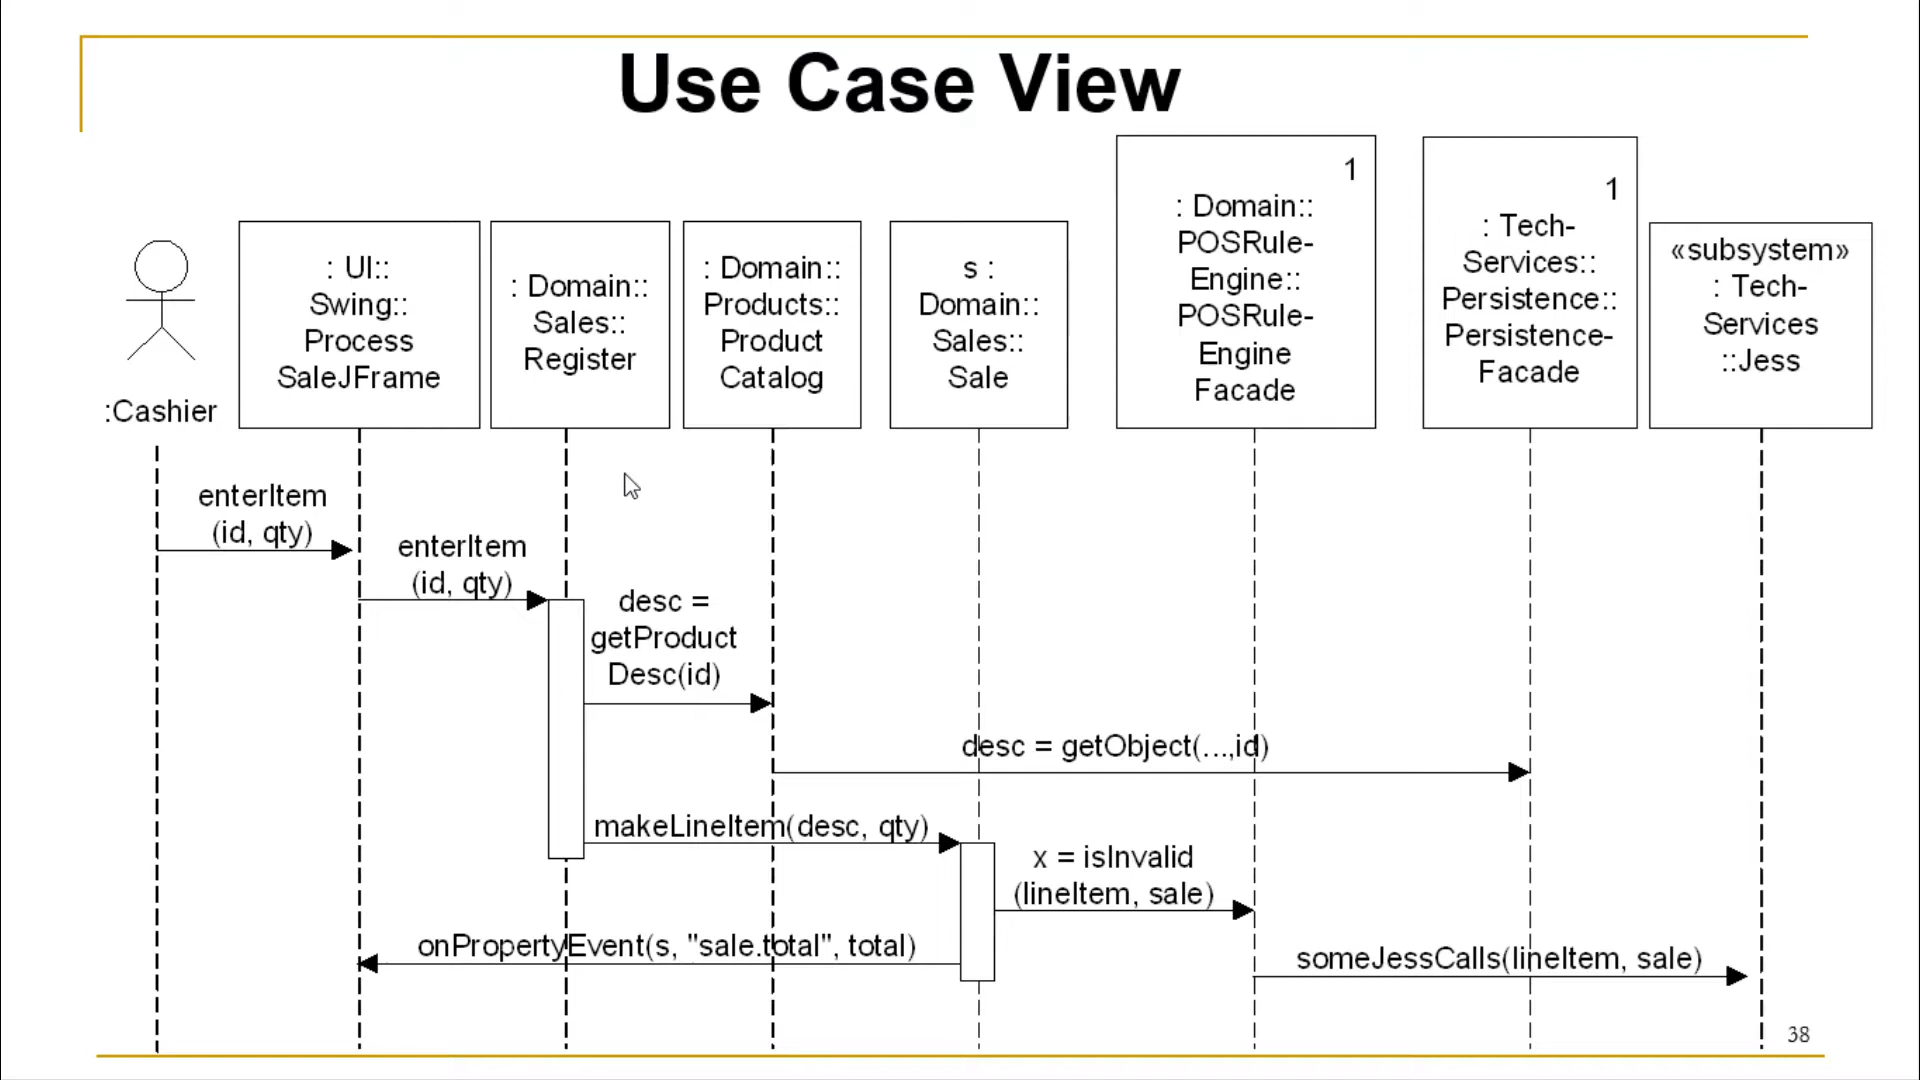 Use Case View
:Cashier
: UI::
Swing::
Process
SaleJFrame
: Domain::
Sales::
Register
: Domain::
Products::
Product
Catalog
s :
Domain::
Sales::
Sale
1
: Domain::
POSRule-
Engine::
POSRule-
Engine
Facade
1
: Tech-
Services::
Persistence::
Persistence-
Facade
«subsystem»
: Tech-
Services
::Jess
enterItem
(id, qty)
enterItem
(id, qty)
desc =
getProduct
Desc(id)
desc = getObject(...,id)
makeLineItem(desc, qty)
x = isInvalid
(lineItem, sale)
onPropertyEvent(s, "sale.total", total)
someJessCalls(lineItem, sale)
38